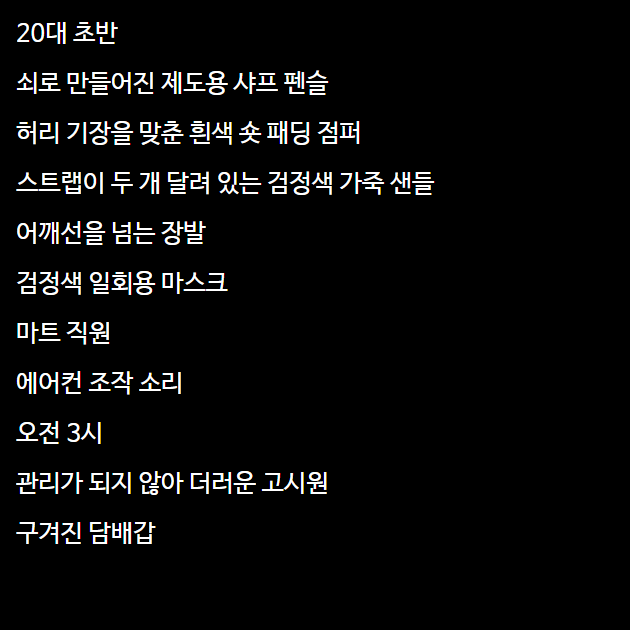 20대 초반
쇠로 만들어진 제도용 샤프 펜슬
허리 기장을 맞춘 흰색 숏 패딩 점퍼
스트랩이 두 개 달려 있는 검정색 가죽 샌들
어깨선을 넘는 장발
검정색 일회용 마스크
마트 직원
에어컨 조작 소리
오전 3시
관리가 되지 않아 더러운 고시원
구겨진 담배갑